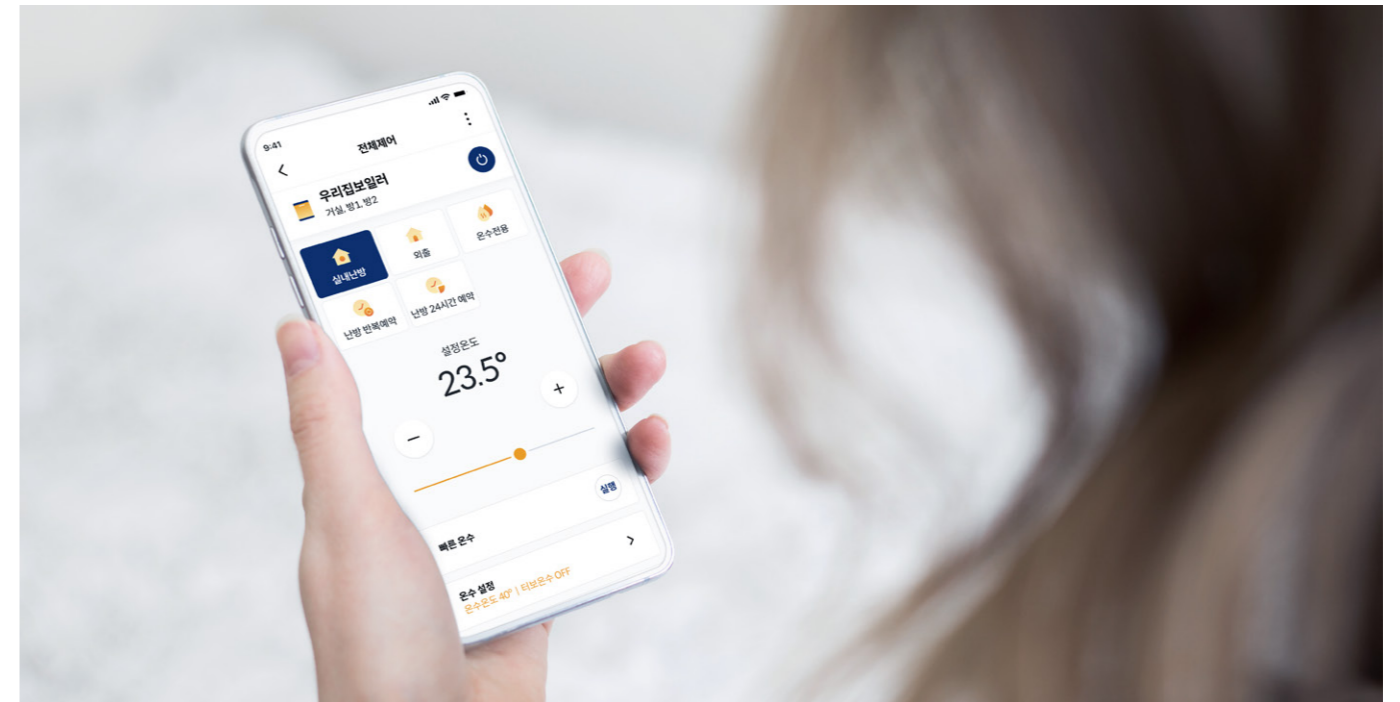 9:41
전체제어
우리집보일러
거실, 방1, 방2
실내난방
외출
온수전용
난방 반복예약
난방 24시간 예약
설정온도
23.5°
빠른 온수
실행
온수 설정
온수온도 40° | 터보온수 OFF